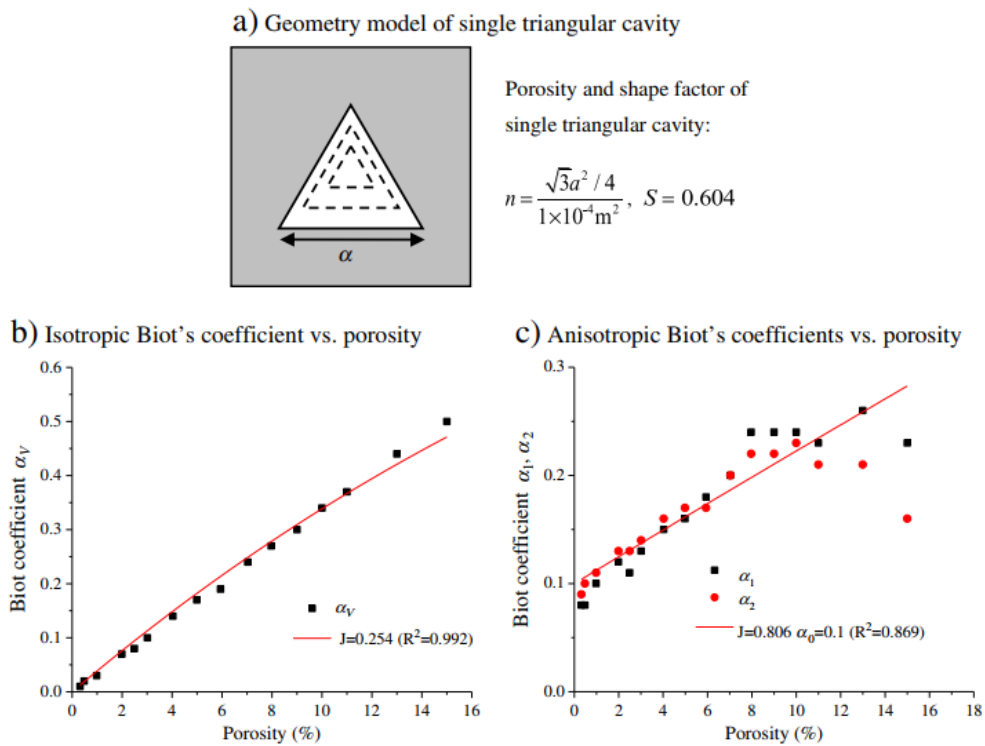 a) Geometry model of single triangular cavity
α
Porosity and shape factor of
single triangular cavity:
n = √3a² / 4 / 1×10⁻⁴m² , S = 0.604
b) Isotropic Biot's coefficient vs. porosity
0.6
0.5
0.4
0.3
0.2
0.1
0.0
Biot coefficient αV
αV
J=0.254 (R²=0.992)
0 2 4 6 8 10 12 14 16
Porosity (%)
c) Anisotropic Biot's coefficients vs. porosity
0.3
0.2
0.1
0.0
Biot coefficient α₁, α₂
α₁
α₂
J=0.806 α₀=0.1 (R²=0.869)
0 2 4 6 8 10 12 14 16 18
Porosity (%)